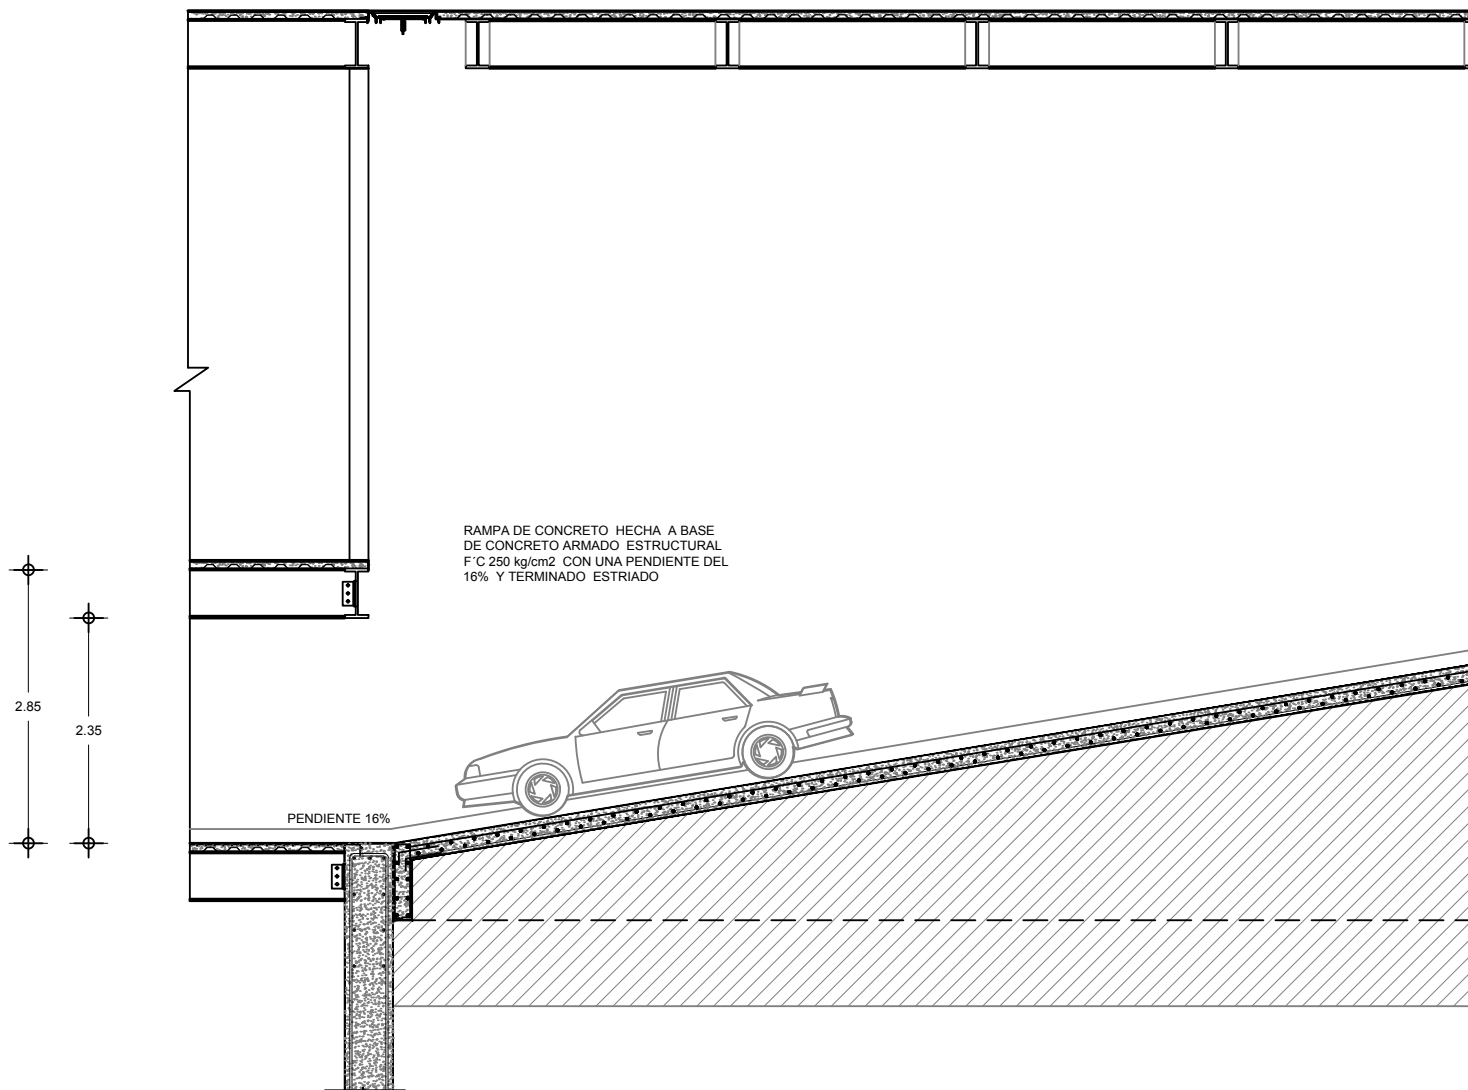 RAMPA DE CONCRETO HECHA A BASE
DE CONCRETO ARMADO ESTRUCTURAL
F´C 250 kg/cm2 CON UNA PENDIENTE DEL
16% Y TERMINADO ESTRIADO
2.85
2.35
PENDIENTE 16%